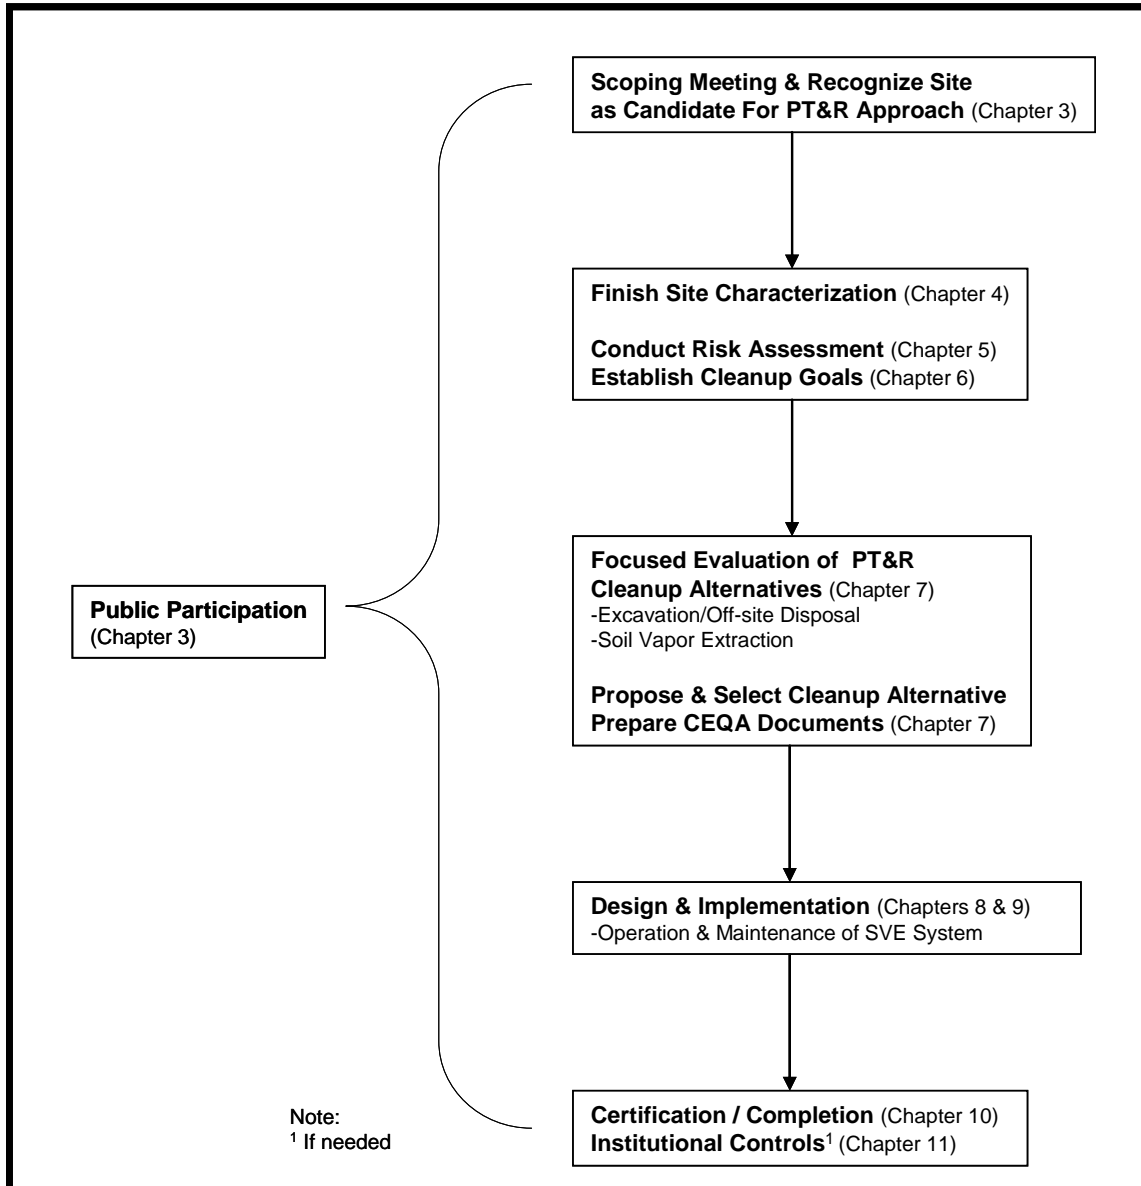 Scoping Meeting & Recognize Site
as Candidate For PT&R Approach (Chapter 3)
Finish Site Characterization (Chapter 4)
Conduct Risk Assessment (Chapter 5)
Establish Cleanup Goals (Chapter 6)
Focused Evaluation of PT&R
Cleanup Alternatives (Chapter 7)
-Excavation/Off-site Disposal
-Soil Vapor Extraction
Propose & Select Cleanup Alternative
Prepare CEQA Documents (Chapter 7)
Public Participation
(Chapter 3)
Design & Implementation (Chapters 8 & 9)
-Operation & Maintenance of SVE System
Certification / Completion (Chapter 10)
Institutional Controls¹ (Chapter 11)
Note:
¹ If needed